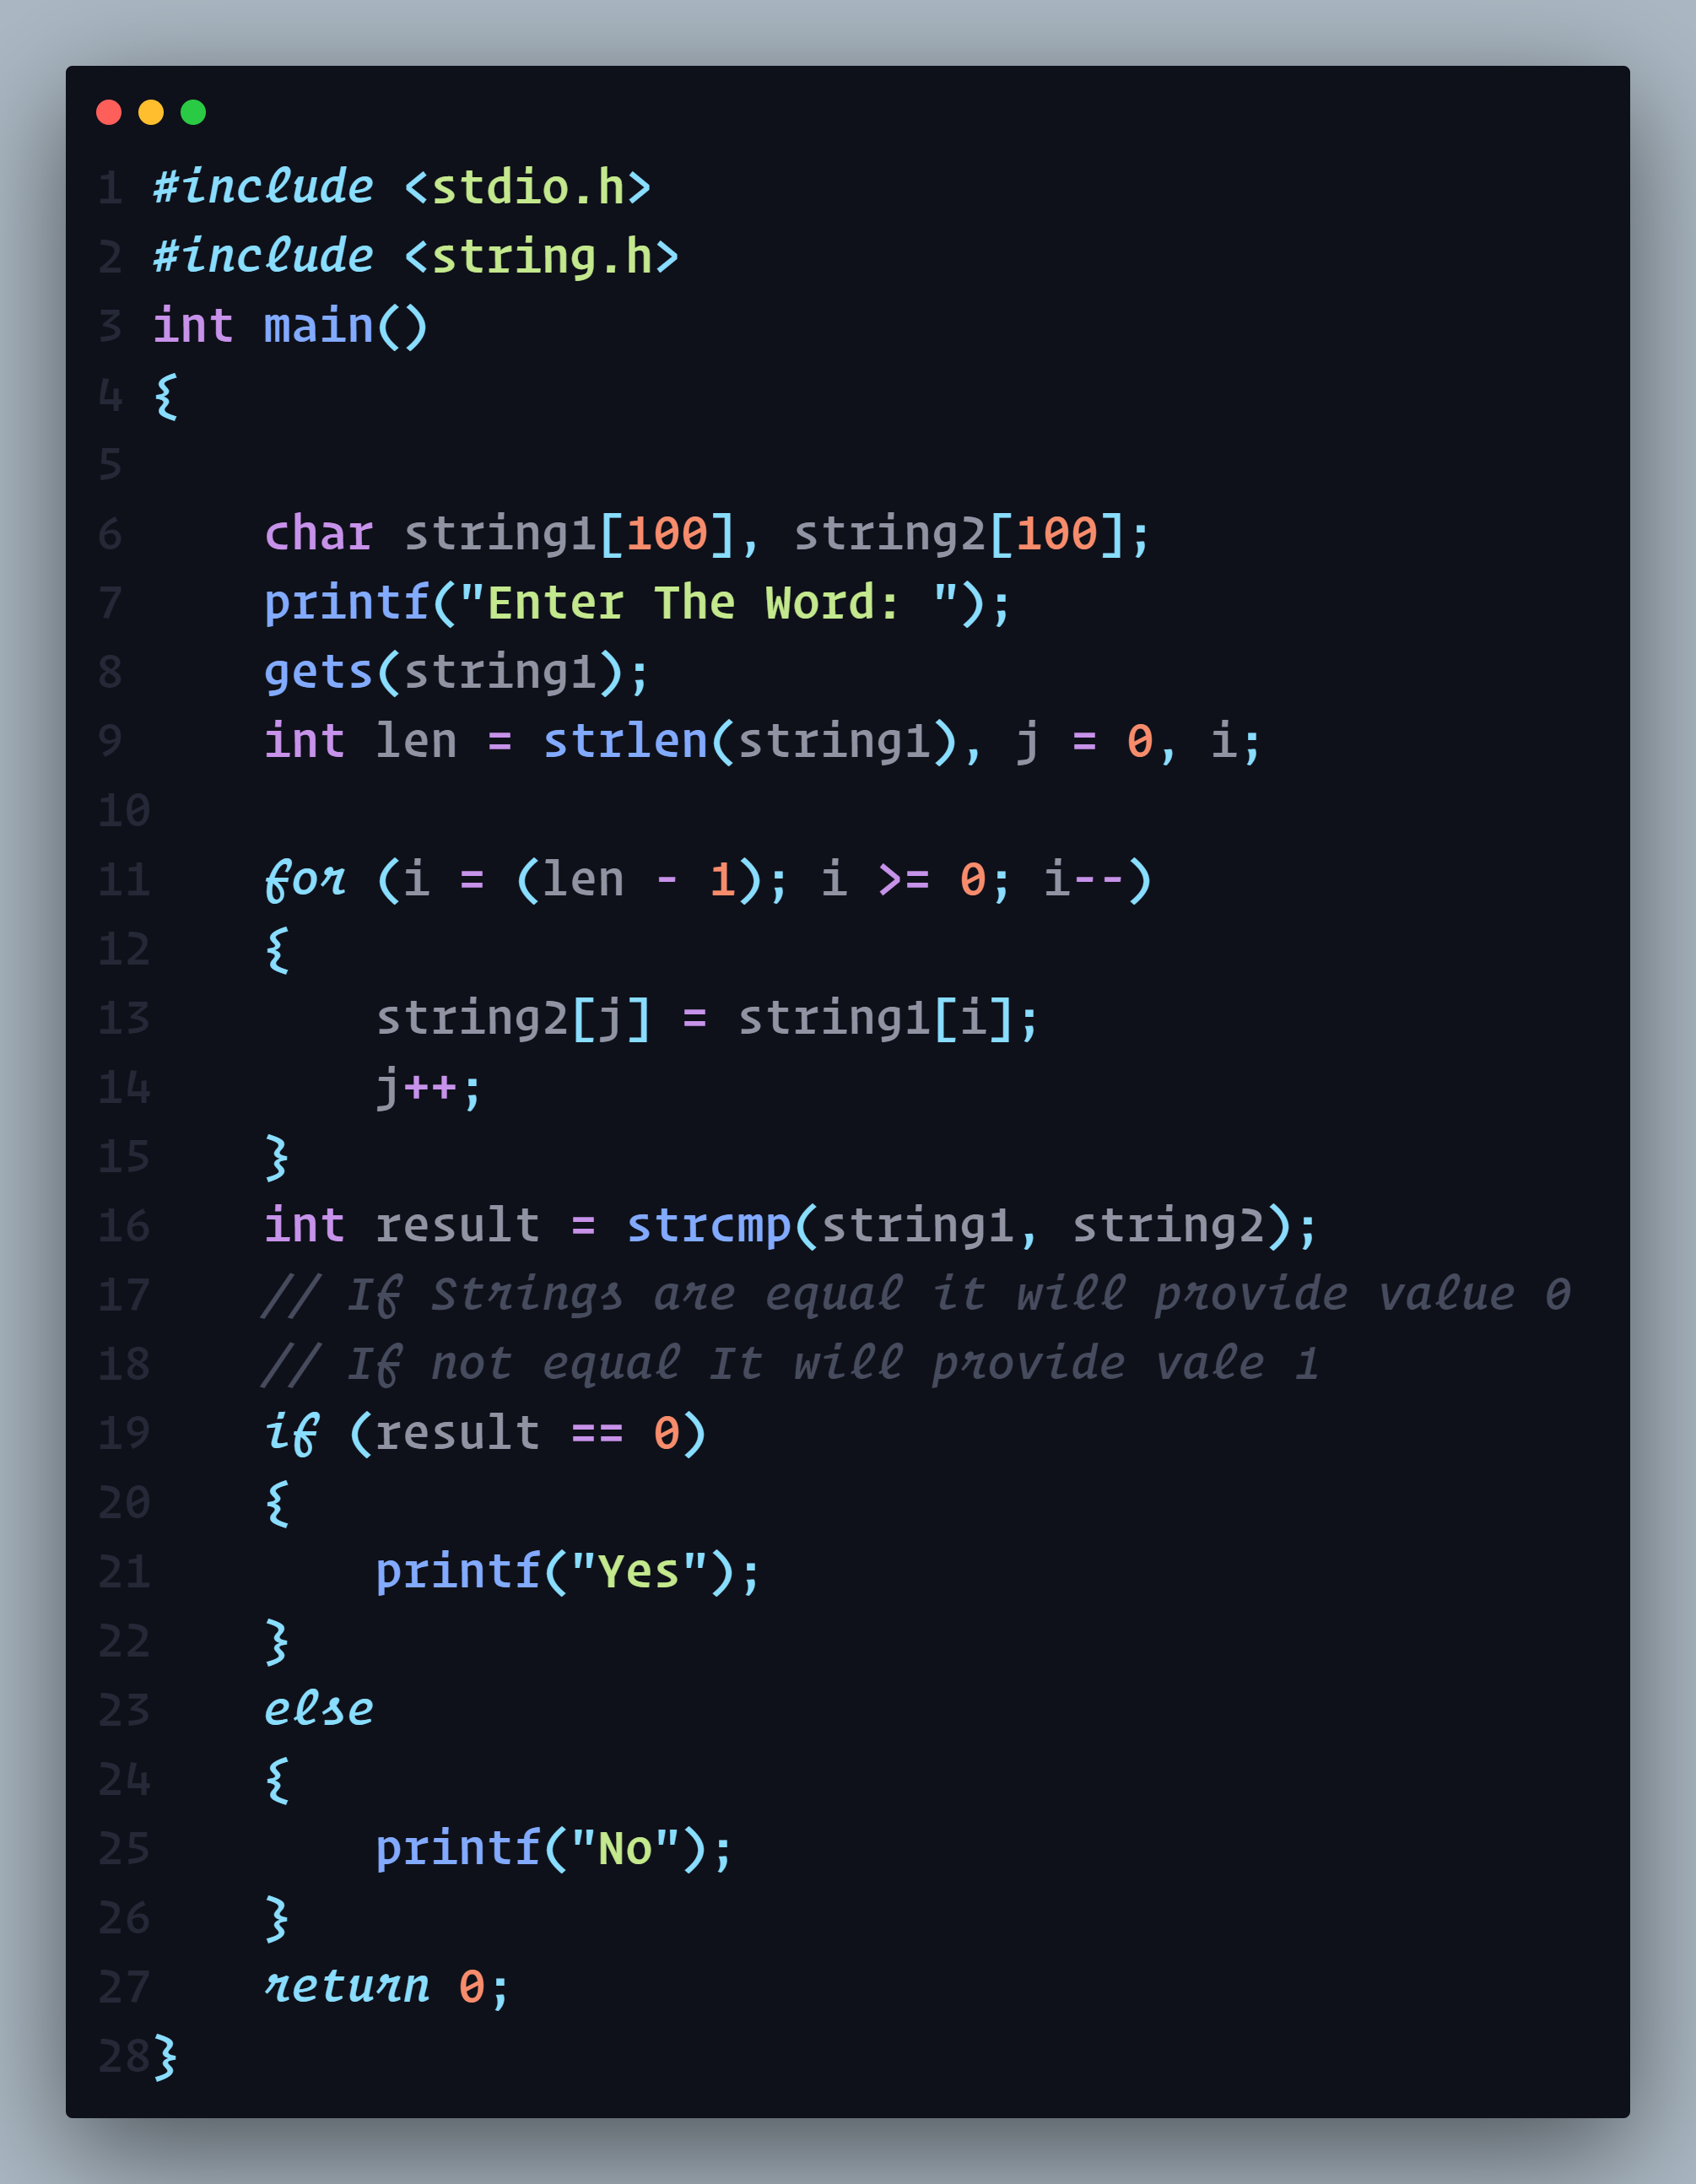 1 #include <stdio.h>
2 #include <string.h>
3 int main()
4 {
5
6     char string1[100], string2[100];
7     printf("Enter The Word: ");
8     gets(string1);
9     int len = strlen(string1), j = 0, i;
10
11     for (i = (len - 1); i >= 0; i--)
12     {
13         string2[j] = string1[i];
14         j++;
15     }
16     int result = strcmp(string1, string2);
17     // If Strings are equal it will provide value 0
18     // If not equal It will provide vale 1
19     if (result == 0)
20     {
21         printf("Yes");
22     }
23     else
24     {
25         printf("No");
26     }
27     return 0;
28 }